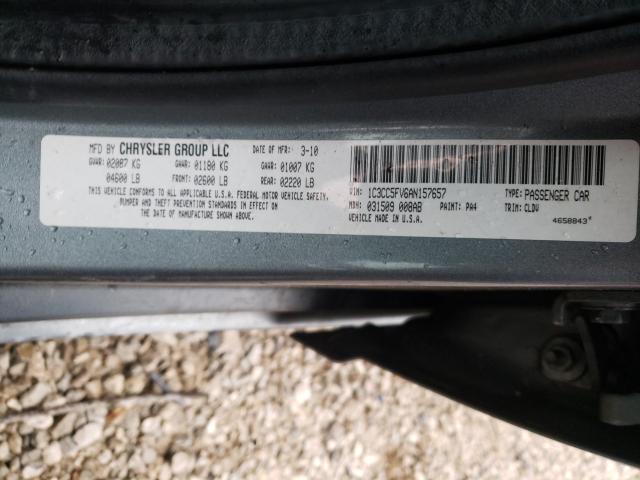 MFD BY CHRYSLER GROUP LLC DATE OF MFR: 3-10
GVWR: 02087 KG GAWR: 01180 KG GAWR: 01007 KG
04600 LB FRONT: 02600 LB REAR: 02220 LB
THIS VEHICLE CONFORMS TO ALL APPLICABLE U.S.A. FEDERAL MOTOR VEHICLE SAFETY,
BUMPER, AND THEFT PREVENTION STANDARDS IN EFFECT ON
THE DATE OF MANUFACTURE SHOWN ABOVE.
VIN: 1C3CC5FV6AN157657 TYPE: PASSENGER CAR
MDH: 031509 008AB PAINT: PA4 TRIM: CLDV
VEHICLE MADE IN U.S.A. 4658843*